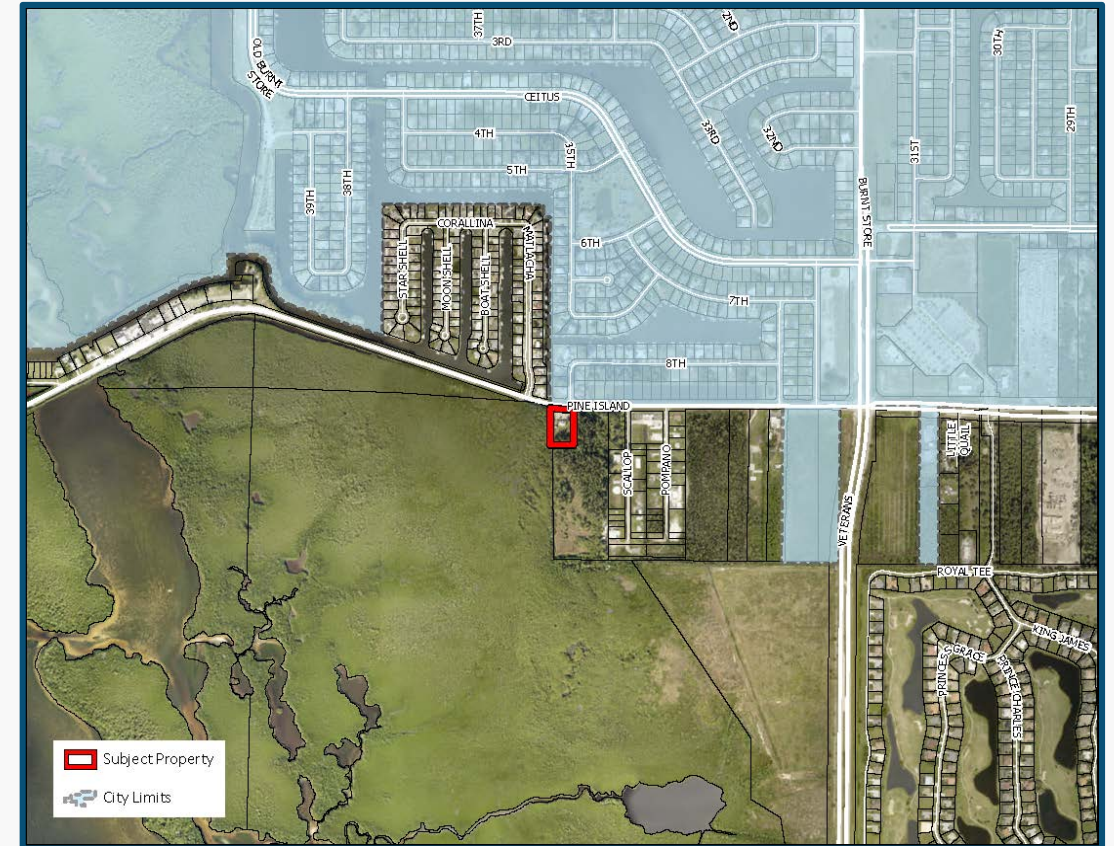 37TH
2ND
30TH
3RD
OLD BURNT
STORE
CEITUS
29TH
33RD
32ND
4TH
35TH
31ST
5TH
39TH
38TH
BURNT STORE
CORALLINA
MATLACHA
STAR SHELL
MOON SHELL
BOAT SHELL
6TH
7TH
8TH
PINE ISLAND
SCALLOP
POMPANO
LITTLE
QUAIL
VETERANS
ROYAL TEE
KING JAMES
PRINCESS GRACE
PRINCE CHARLES
Subject Property
City Limits